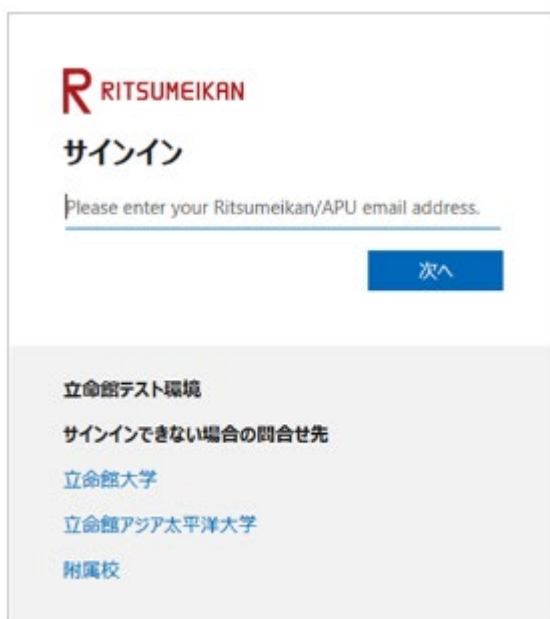 RITSUMEIKAN
サインイン
Please enter your Ritsumeikan/APU email address.
次へ
立命館テスト環境
サインインできない場合の問合せ先
立命館大学
立命館アジア太平洋大学
附属校